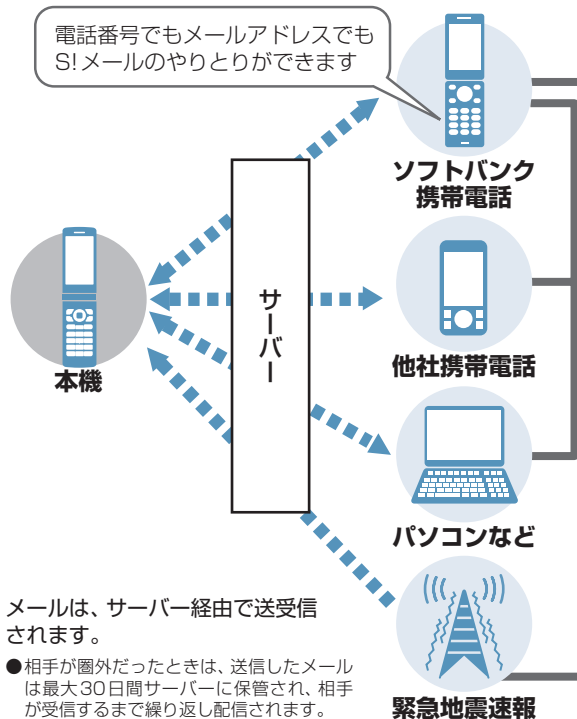 電話番号でもメールアドレスでも
S!メールのやりとりができます
ソフトバンク
携帯電話
サーバー
本機
他社携帯電話
パソコンなど
メールは、サーバー経由で送受信
されます。
●相手が圏外だったときは、送信したメール
は最大30日間サーバーに保管され、相手
が受信するまで繰り返し配信されます。
緊急地震速報